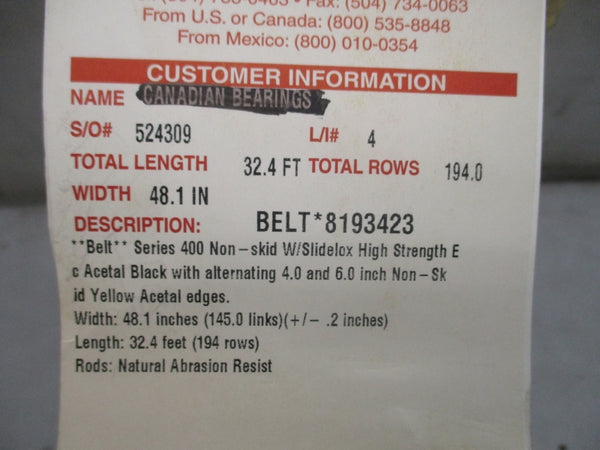 • Fax: (504) 734-0063
From U.S. or Canada: (800) 535-8848
From Mexico: (800) 010-0354
CUSTOMER INFORMATION
NAME CANADIAN BEARINGS
S/O# 524309 L/I# 4
TOTAL LENGTH 32.4 FT TOTAL ROWS 194.0
WIDTH 48.1 IN
DESCRIPTION: BELT*8193423
**Belt** Series 400 Non-skid W/Slidelox High Strength E
c Acetal Black with alternating 4.0 and 6.0 inch Non-Sk
id Yellow Acetal edges.
Width: 48.1 inches (145.0 links)(+/- .2 inches)
Length: 32.4 feet (194 rows)
Rods: Natural Abrasion Resist